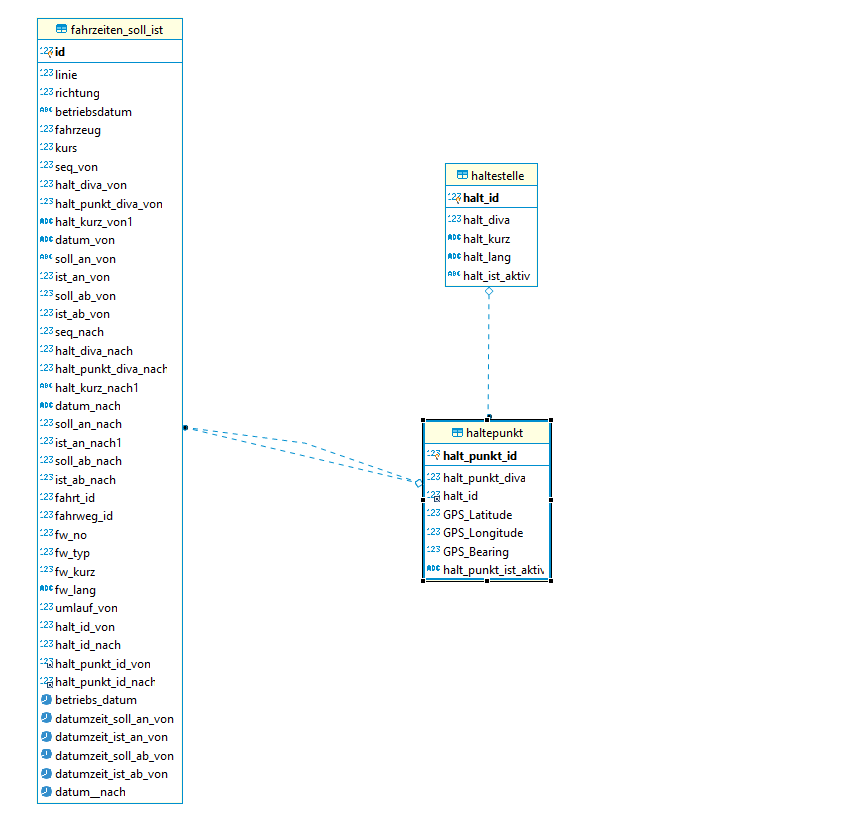 fahrzeiten_soll_ist
123 id
123 linie
123 richtung
ABC betriebsdatum
123 fahrzeug
123 kurs
123 seq_von
123 halt_diva_von
123 halt_punkt_diva_von
ABC halt_kurz_von1
ABC datum_von
ABC soll_an_von
123 ist_an_von
123 soll_ab_von
123 ist_ab_von
123 seq_nach
123 halt_diva_nach
123 halt_punkt_diva_nach
ABC halt_kurz_nach1
ABC datum_nach
123 soll_an_nach
123 ist_an_nach1
123 soll_ab_nach
123 ist_ab_nach
123 fahrt_id
123 fahrweg_id
123 fw_no
123 fw_typ
123 fw_kurz
ABC fw_lang
123 umlauf_von
123 halt_id_von
123 halt_id_nach
123 halt_punkt_id_von
123 halt_punkt_id_nach
betriebs_datum
datumzeit_soll_an_von
datumzeit_ist_an_von
datumzeit_soll_ab_von
datumzeit_ist_ab_von
datum__nach
haltestelle
123 halt_id
123 halt_diva
ABC halt_kurz
ABC halt_lang
ABC halt_ist_aktiv
haltepunkt
123 halt_punkt_id
123 halt_punkt_diva
123 halt_id
123 GPS_Latitude
123 GPS_Longitude
123 GPS_Bearing
ABC halt_punkt_ist_aktiv